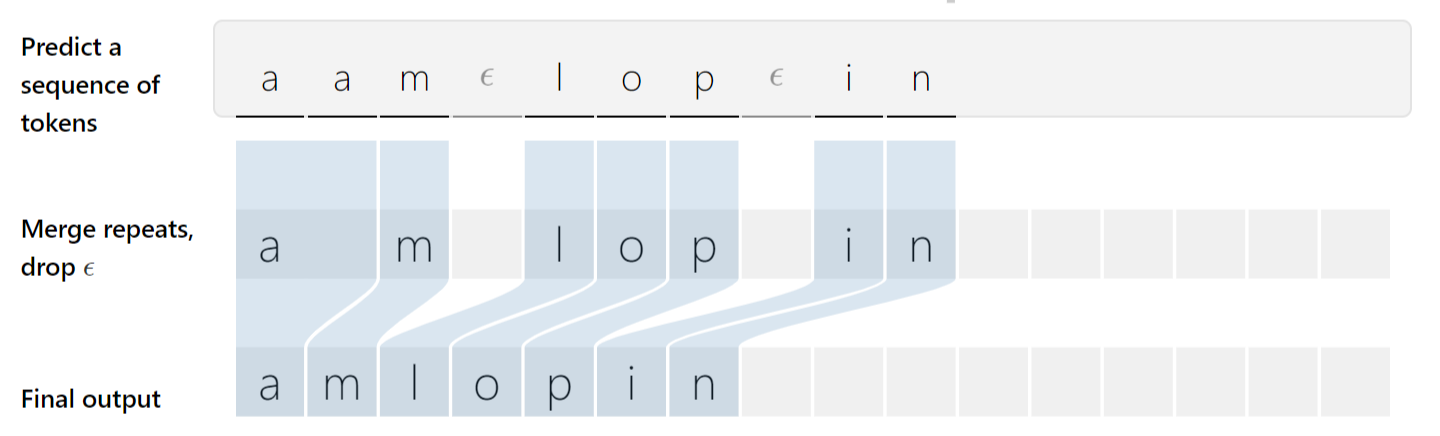 Predict a
sequence of
tokens
a a m ϵ l o p ϵ i n
Merge repeats,
drop ϵ
a m l o p i n
Final output
a m l o p i n